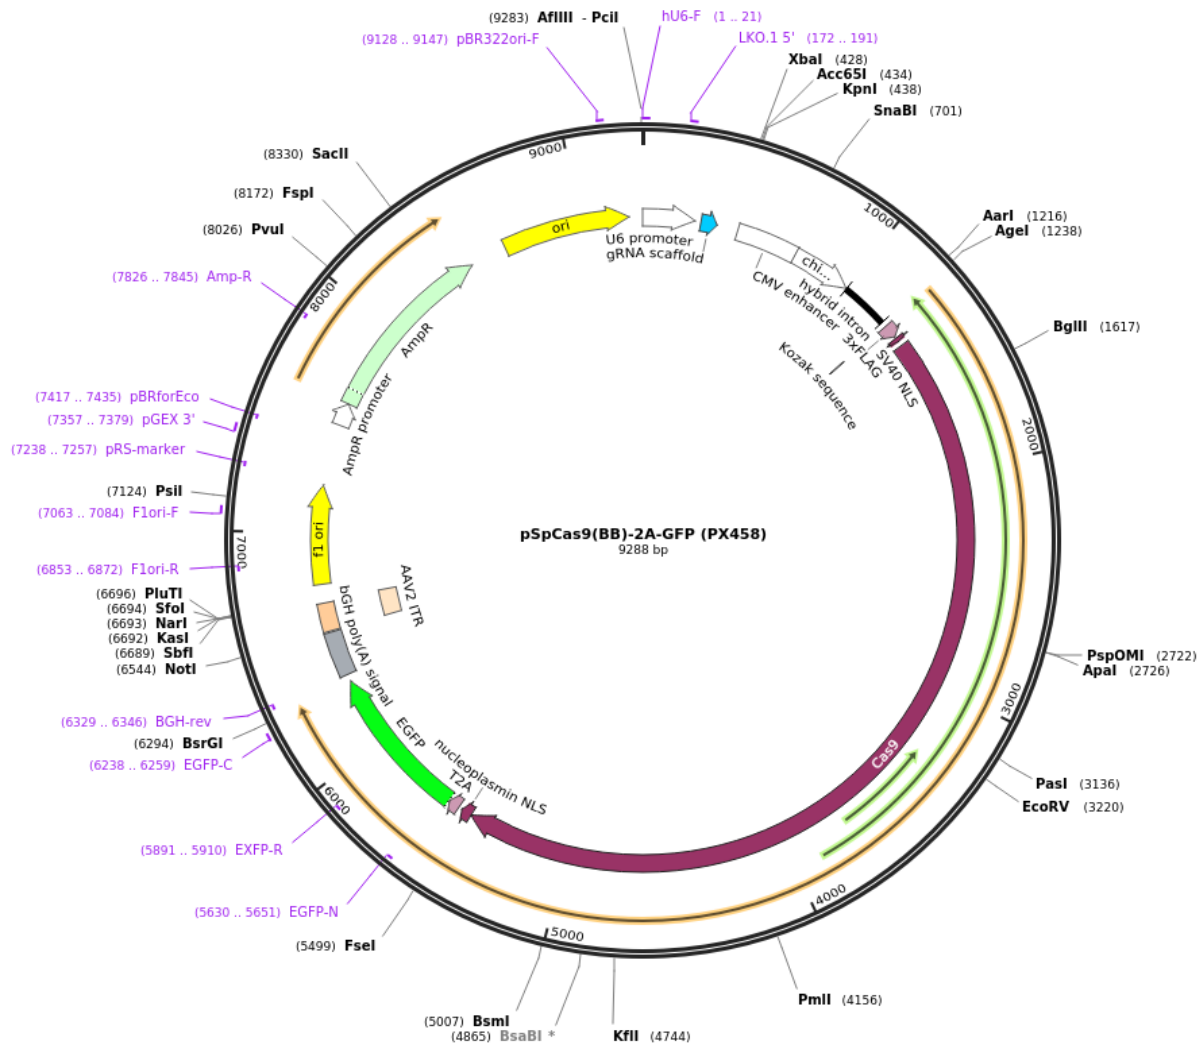 (9283) AflIII - PciI
hU6-F (1 .. 21)
(9128 .. 9147) pBR322ori-F
LKO.1 5' (172 .. 191)
XbaI (428)
Acc65I (434)
KpnI (438)
SnaBI (701)
(8330) SacII
(8172) FspI
(8026) PvuI
(7826 .. 7845) Amp-R
AarI (1216)
AgeI (1238)
BglII (1617)
9000
1000
8000
2000
ori
U6 promoter
gRNA scaffold
chi...
CMV enhancer
hybrid intron
3xFLAG
SV40 NLS
Kozak sequence
AmpR
AmpR promoter
(7417 .. 7435) pBRforEco
(7357 .. 7379) pGEX 3'
(7238 .. 7257) pRS-marker
(7124) PsiI
(7063 .. 7084) F1ori-F
(6853 .. 6872) F1ori-R
7000
f1 ori
pSpCas9(BB)-2A-GFP (PX458)
9288 bp
AAV2 ITR
bGH poly(A) signal
(6696) PluTI
(6694) SfoI
(6693) NarI
(6692) KasI
(6689) SbfI
(6544) NotI
PspOMI (2722)
ApaI (2726)
3000
(6329 .. 6346) BGH-rev
(6294) BsrGI
(6238 .. 6259) EGFP-C
EGFP
T2A
nucleoplasmin NLS
Cas9
PasI (3136)
EcoRV (3220)
6000
(5891 .. 5910) EXFP-R
(5630 .. 5651) EGFP-N
(5499) FseI
5000
4000
(5007) BsmI
(4865) BsaBI *
KflI (4744)
PmlI (4156)